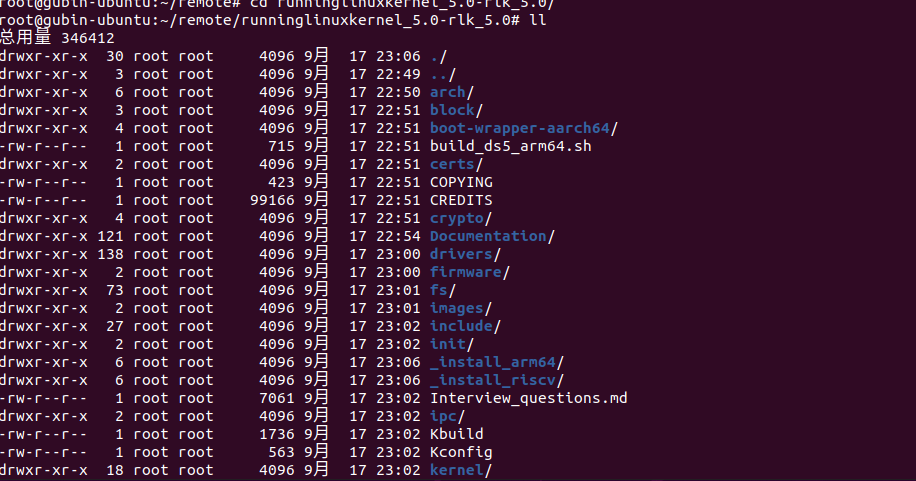 root@gubin-ubuntu:~/remote# cd runninglinuxkernel_5.0-rlk_5.0/
root@gubin-ubuntu:~/remote/runninglinuxkernel_5.0-rlk_5.0# ll
总用量 346412
drwxr-xr-x  30 root root     4096 9月  17 23:06 ./
drwxr-xr-x   3 root root     4096 9月  17 22:49 ../
drwxr-xr-x   6 root root     4096 9月  17 22:50 arch/
drwxr-xr-x   3 root root     4096 9月  17 22:51 block/
drwxr-xr-x   4 root root     4096 9月  17 22:51 boot-wrapper-aarch64/
-rw-r--r--   1 root root      715 9月  17 22:51 build_ds5_arm64.sh
drwxr-xr-x   2 root root     4096 9月  17 22:51 certs/
-rw-r--r--   1 root root      423 9月  17 22:51 COPYING
-rw-r--r--   1 root root    99166 9月  17 22:51 CREDITS
drwxr-xr-x   4 root root     4096 9月  17 22:51 crypto/
drwxr-xr-x 121 root root     4096 9月  17 22:54 Documentation/
drwxr-xr-x 138 root root     4096 9月  17 23:00 drivers/
drwxr-xr-x   2 root root     4096 9月  17 23:00 firmware/
drwxr-xr-x  73 root root     4096 9月  17 23:01 fs/
drwxr-xr-x   2 root root     4096 9月  17 23:01 images/
drwxr-xr-x  27 root root     4096 9月  17 23:02 include/
drwxr-xr-x   2 root root     4096 9月  17 23:02 init/
drwxr-xr-x   6 root root     4096 9月  17 23:06 _install_arm64/
drwxr-xr-x   6 root root     4096 9月  17 23:06 _install_riscv/
-rw-r--r--   1 root root     7061 9月  17 23:02 Interview_questions.md
drwxr-xr-x   2 root root     4096 9月  17 23:02 ipc/
-rw-r--r--   1 root root     1736 9月  17 23:02 Kbuild
-rw-r--r--   1 root root      563 9月  17 23:02 Kconfig
drwxr-xr-x  18 root root     4096 9月  17 23:02 kernel/